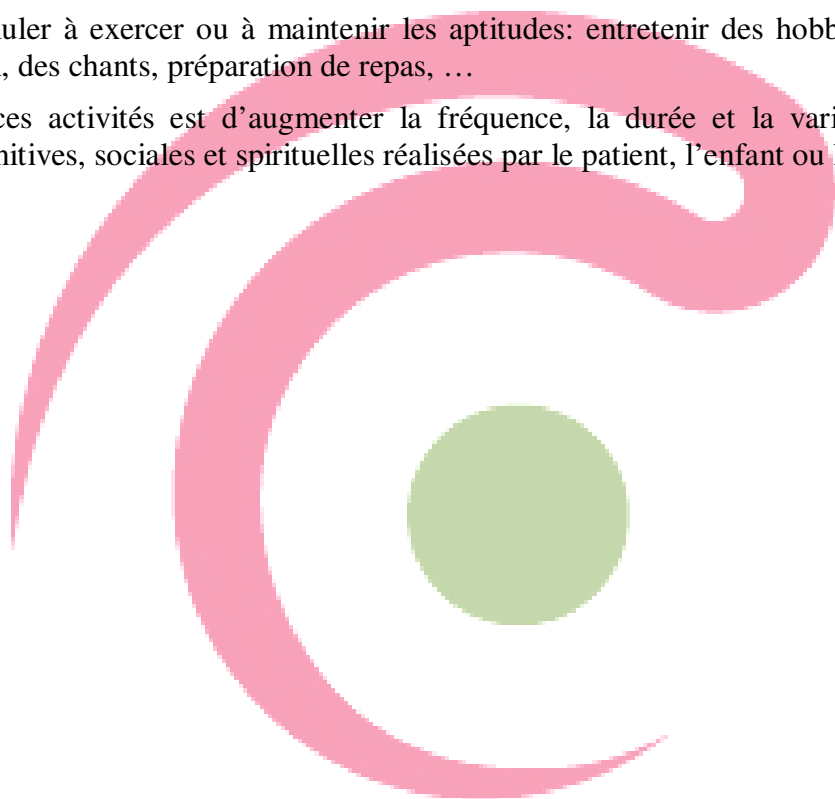 uler à exercer ou à maintenir les aptitudes: entretenir des hobb
, des chants, préparation de repas, …
ces activités est d’augmenter la fréquence, la durée et la vari
nitives, sociales et spirituelles réalisées par le patient, l’enfant ou